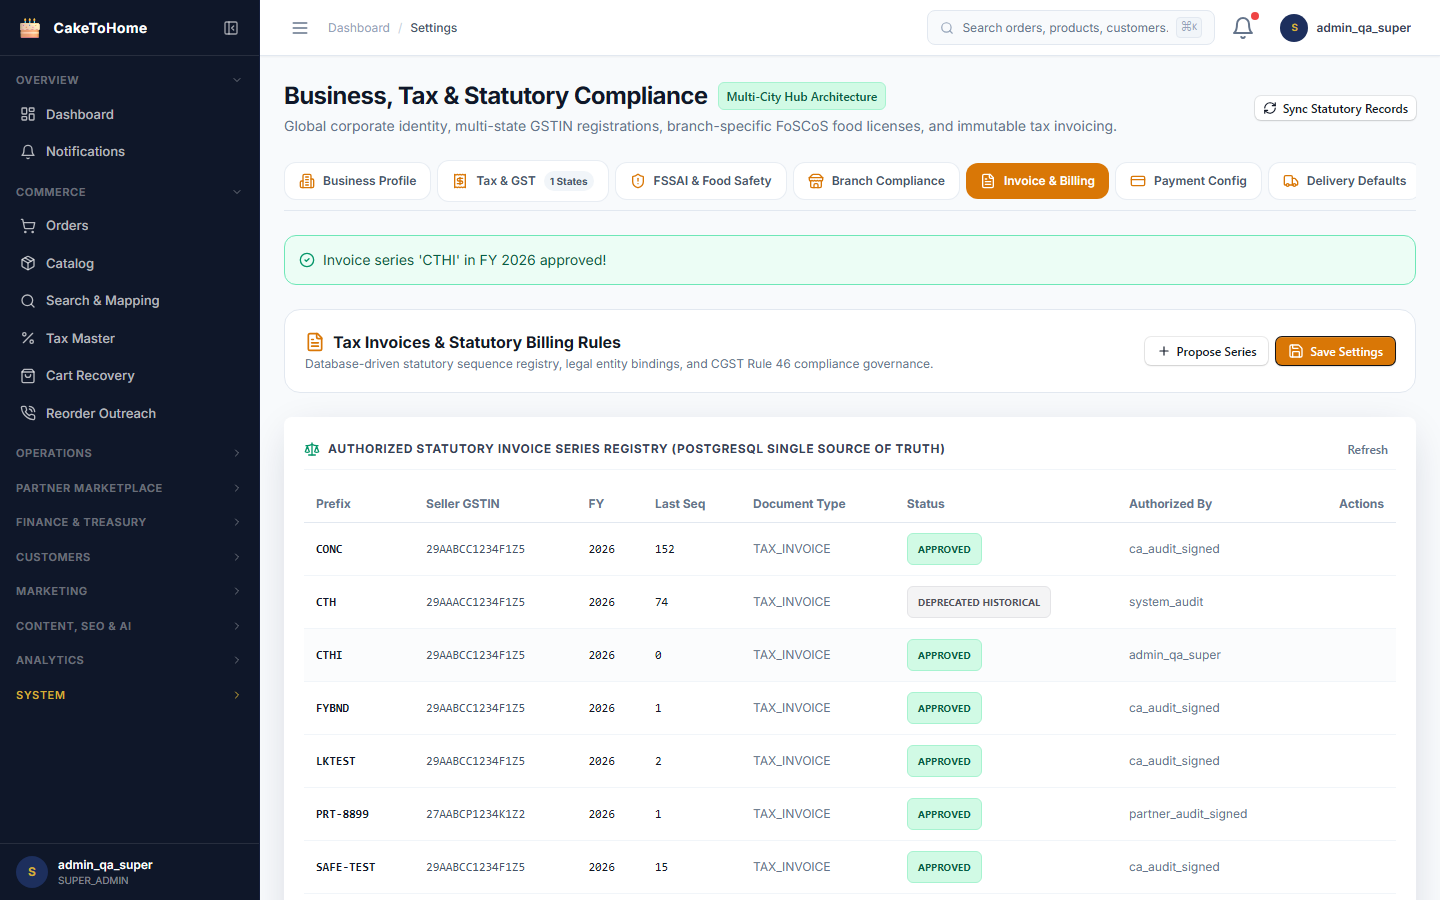 CakeToHome
Dashboard / Settings
Search orders, products, customers. ⌘K
S admin_qa_super
OVERVIEW
Dashboard
Notifications
COMMERCE
Orders
Catalog
Search & Mapping
Tax Master
Cart Recovery
Reorder Outreach
OPERATIONS
PARTNER MARKETPLACE
FINANCE & TREASURY
CUSTOMERS
MARKETING
CONTENT, SEO & AI
ANALYTICS
SYSTEM
S admin_qa_super
SUPER_ADMIN
Business, Tax & Statutory Compliance Multi-City Hub Architecture
Global corporate identity, multi-state GSTIN registrations, branch-specific FoSCoS food licenses, and immutable tax invoicing.
Sync Statutory Records
Business Profile Tax & GST 1 States FSSAI & Food Safety Branch Compliance Invoice & Billing Payment Config Delivery Defaults
Invoice series 'CTHI' in FY 2026 approved!
Tax Invoices & Statutory Billing Rules
Database-driven statutory sequence registry, legal entity bindings, and CGST Rule 46 compliance governance.
Propose Series Save Settings
AUTHORIZED STATUTORY INVOICE SERIES REGISTRY (POSTGRESQL SINGLE SOURCE OF TRUTH) Refresh
Prefix Seller GSTIN FY Last Seq Document Type Status Authorized By Actions
CONC 29AABCC1234F1Z5 2026 152 TAX_INVOICE APPROVED ca_audit_signed
CTH 29AAACC1234F1Z5 2026 74 TAX_INVOICE DEPRECATED HISTORICAL system_audit
CTHI 29AABCC1234F1Z5 2026 0 TAX_INVOICE APPROVED admin_qa_super
FYBND 29AABCC1234F1Z5 2026 1 TAX_INVOICE APPROVED ca_audit_signed
LKTEST 29AABCC1234F1Z5 2026 2 TAX_INVOICE APPROVED ca_audit_signed
PRT-8899 27AABCP1234K1Z2 2026 1 TAX_INVOICE APPROVED partner_audit_signed
SAFE-TEST 29AABCC1234F1Z5 2026 15 TAX_INVOICE APPROVED ca_audit_signed